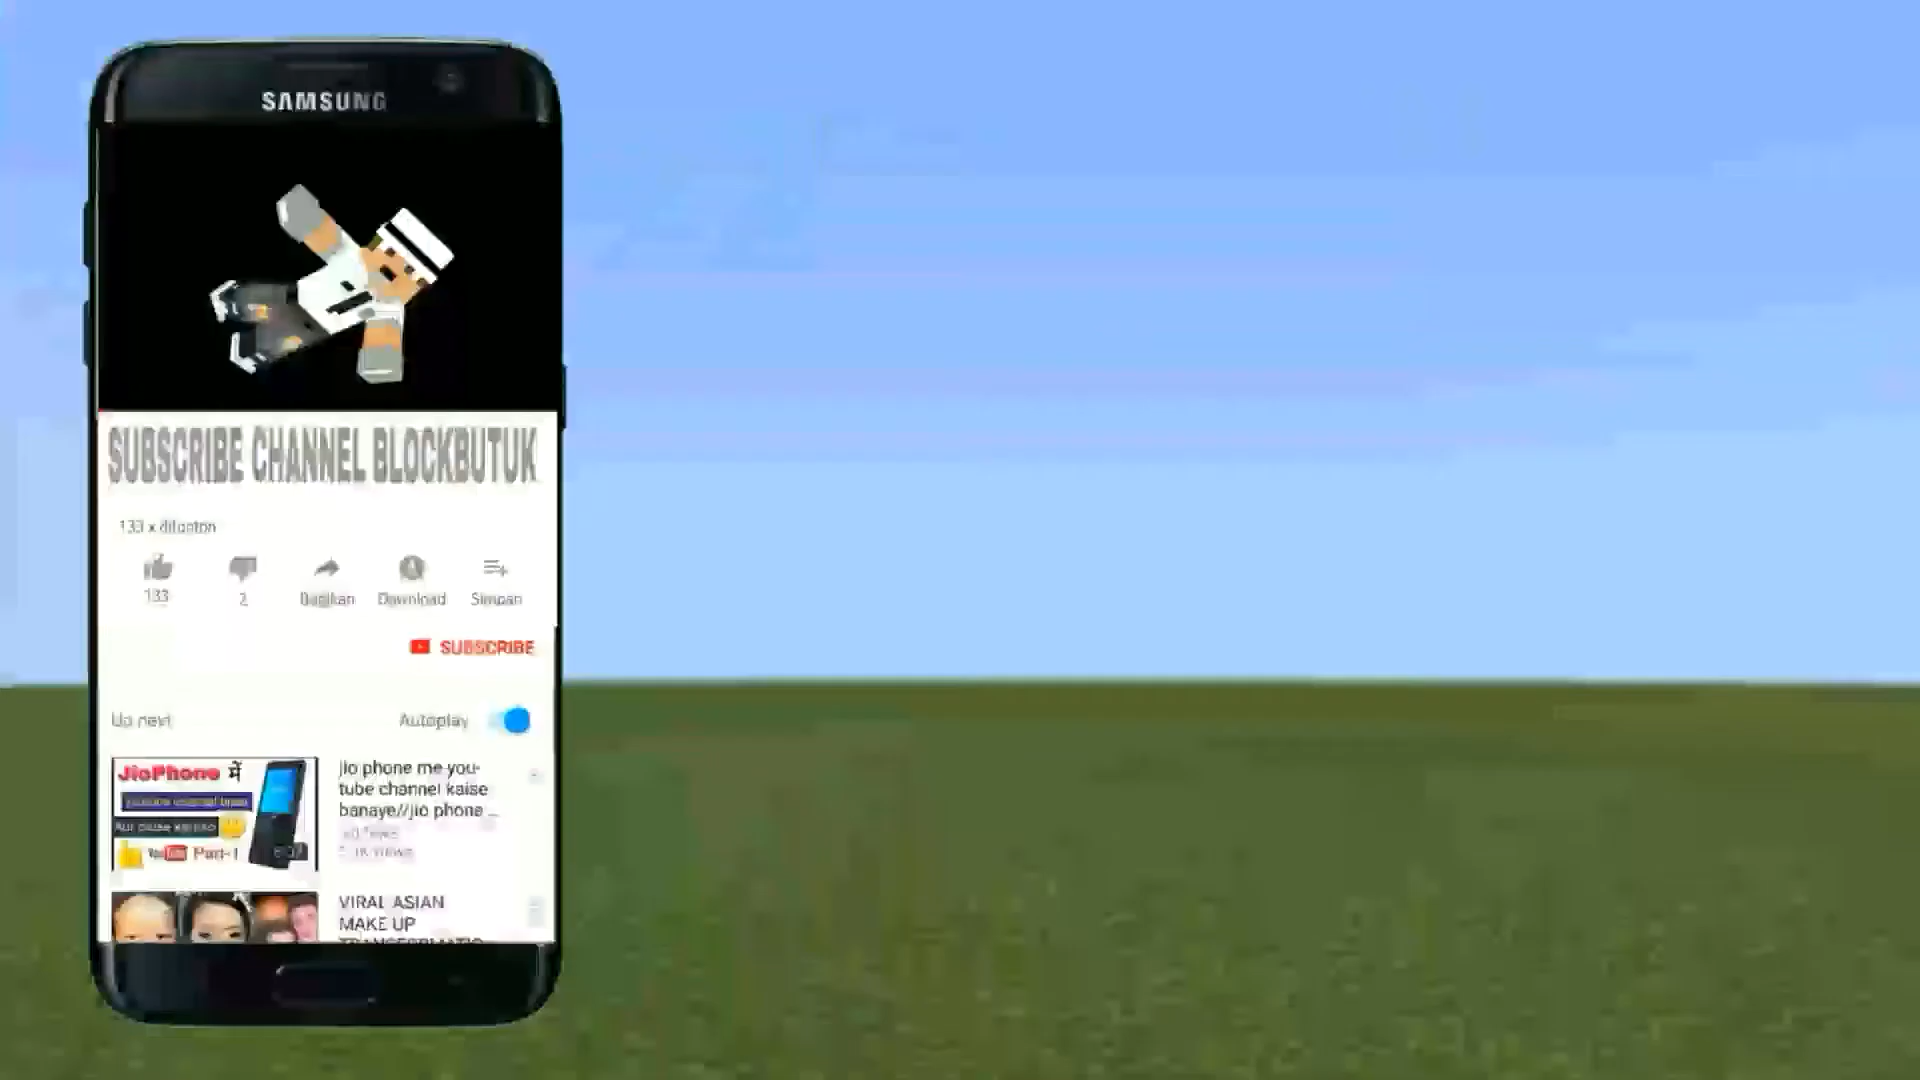 SAMSUNG
SUBSCRIBE CHANNEL BLOCKBUTUK
133 x ditonton
133
2
Bagikan
Download
Simpan
SUBSCRIBE
Up next
Autoplay
JioPhone में
jio phone me you-
tube channel kaise
banaye//jio phone ...
YouTube Part-1
VIRAL ASIAN
MAKE UP